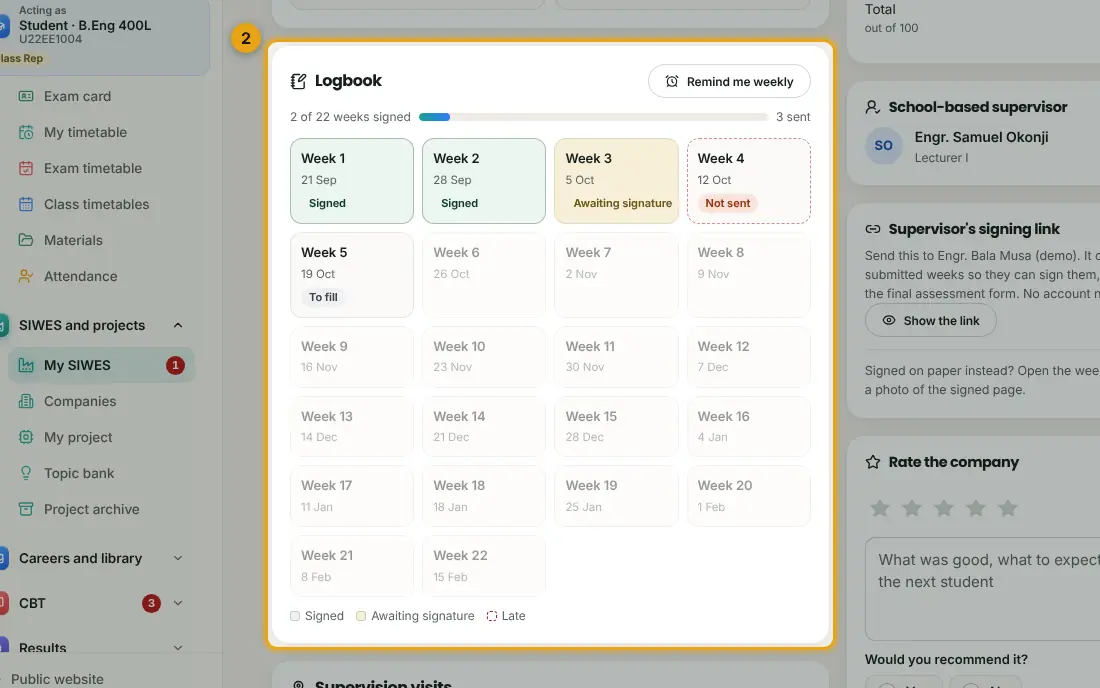 Acting as
Student · B.Eng 400L
U22EE1004
lass Rep
Exam card
My timetable
Exam timetable
Class timetables
Materials
Attendance
SIWES and projects
My SIWES
1
Companies
My project
Topic bank
Project archive
Careers and library
CBT
3
Results
Public website
2
Logbook
Remind me weekly
2 of 22 weeks signed
3 sent
Week 1
21 Sep
Signed
Week 2
28 Sep
Signed
Week 3
5 Oct
Awaiting signature
Week 4
12 Oct
Not sent
Week 5
19 Oct
To fill
Week 6
26 Oct
Week 7
2 Nov
Week 8
9 Nov
Week 9
16 Nov
Week 10
23 Nov
Week 11
30 Nov
Week 12
7 Dec
Week 13
14 Dec
Week 14
21 Dec
Week 15
28 Dec
Week 16
4 Jan
Week 17
11 Jan
Week 18
18 Jan
Week 19
25 Jan
Week 20
1 Feb
Week 21
8 Feb
Week 22
15 Feb
Signed
Awaiting signature
Late
Supervision visits
Total
out of 100
School-based supervisor
SO
Engr. Samuel Okonji
Lecturer I
Supervisor's signing link
Send this to Engr. Bala Musa (demo). It
submitted weeks so they can sign them,
the final assessment form. No account
Show the link
Signed on paper instead? Open the
a photo of the signed page.
Rate the company
What was good, what to expect
the next student
Would you recommend it?